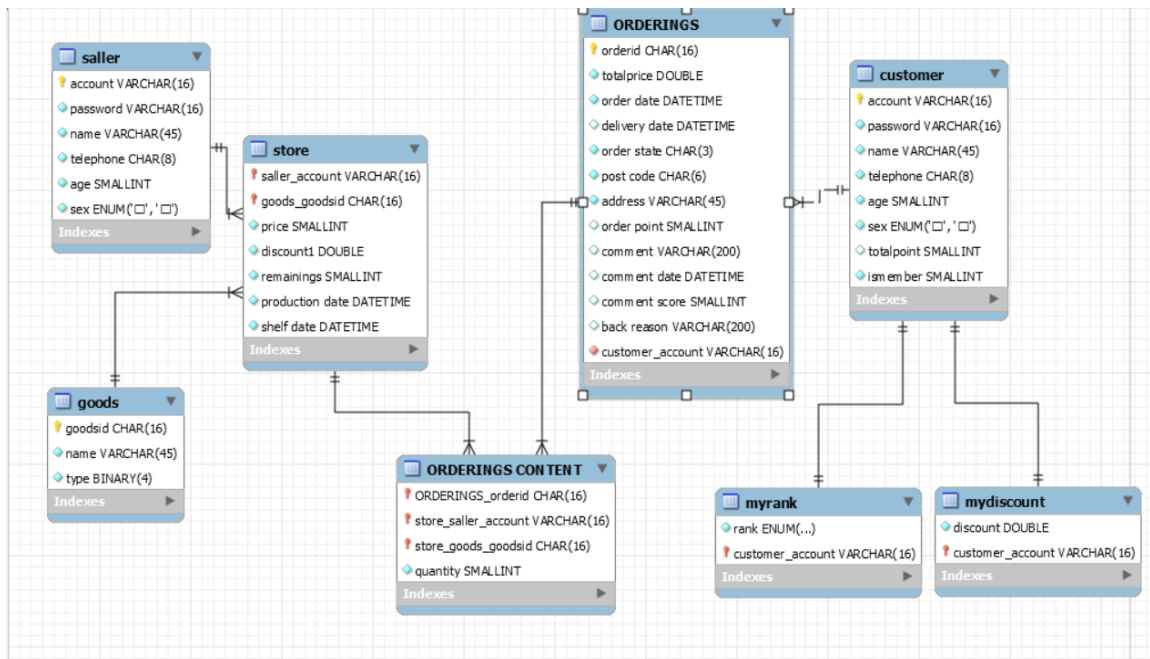 saller
account VARCHAR(16)
password VARCHAR(16)
name VARCHAR(45)
telephone CHAR(8)
age SMALLINT
sex ENUM('□','□')
Indexes
store
saller_account VARCHAR(16)
goods_goodsid CHAR(16)
price SMALLINT
discount1 DOUBLE
remainings SMALLINT
production date DATETIME
shelf date DATETIME
Indexes
goods
goodsid CHAR(16)
name VARCHAR(45)
type BINARY(4)
Indexes
ORDERINGS
orderid CHAR(16)
totalprice DOUBLE
order date DATETIME
delivery date DATETIME
order state CHAR(3)
post code CHAR(6)
address VARCHAR(45)
order point SMALLINT
comment VARCHAR(200)
comment date DATETIME
comment score SMALLINT
back reason VARCHAR(200)
customer_account VARCHAR(16)
Indexes
ORDERINGS CONTENT
ORDERINGS_orderid CHAR(16)
store_saller_account VARCHAR(16)
store_goods_goodsid CHAR(16)
quantity SMALLINT
Indexes
customer
account VARCHAR(16)
password VARCHAR(16)
name VARCHAR(45)
telephone CHAR(8)
age SMALLINT
sex ENUM('□','□')
totalpoint SMALLINT
ismember SMALLINT
Indexes
myrank
rank ENUM(...)
customer_account VARCHAR(16)
Indexes
mydiscount
discount DOUBLE
customer_account VARCHAR(16)
Indexes